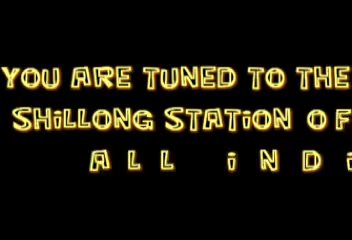 YOU ARE TUNED TO THE
SHiLLONG STATiON OF
ALL iNDi